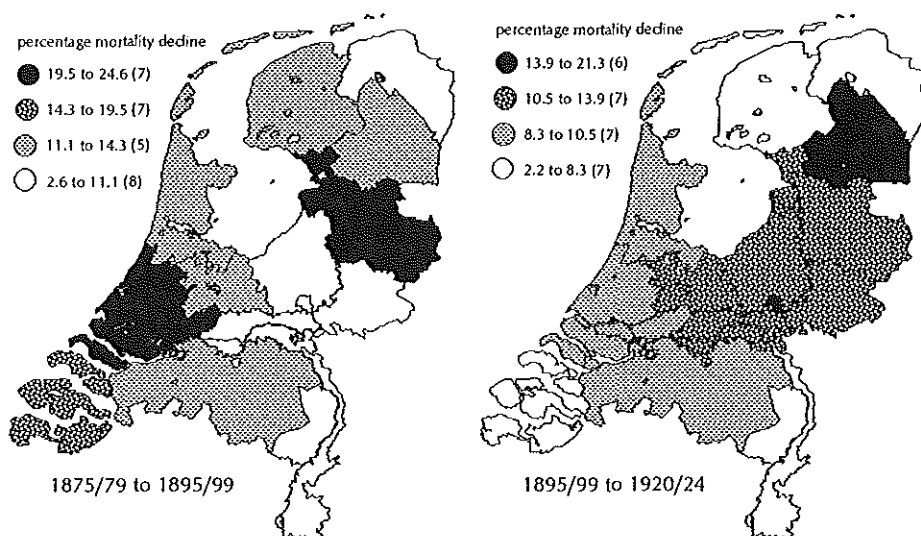 percentage mortality decline
19.5 to 24.6 (7)
14.3 to 19.5 (7)
11.1 to 14.3 (5)
2.6 to 11.1 (8)
1875/79 to 1895/99
percentage mortality decline
13.9 to 21.3 (6)
10.5 to 13.9 (7)
8.3 to 10.5 (7)
2.2 to 8.3 (7)
1895/99 to 1920/24